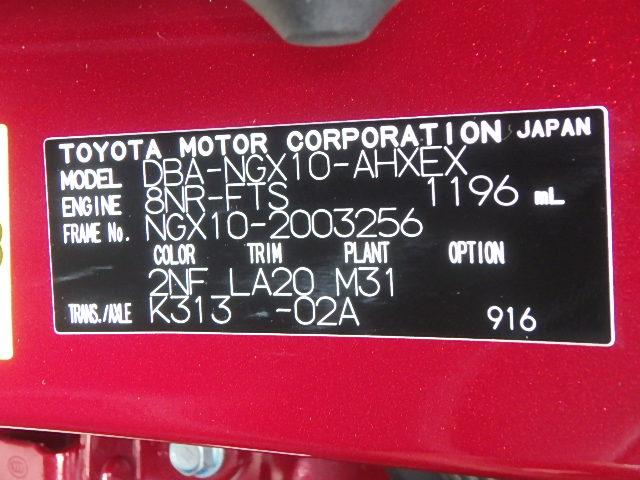 TOYOTA MOTOR CORPORATION JAPAN
MODEL DBA-NGX10-AHXEX
ENGINE 8NR-FTS 1196 mL
FRAME No. NGX10-2003256
COLOR TRIM PLANT OPTION
2NF LA20 M31
TRANS./AXLE K313 -02A 916